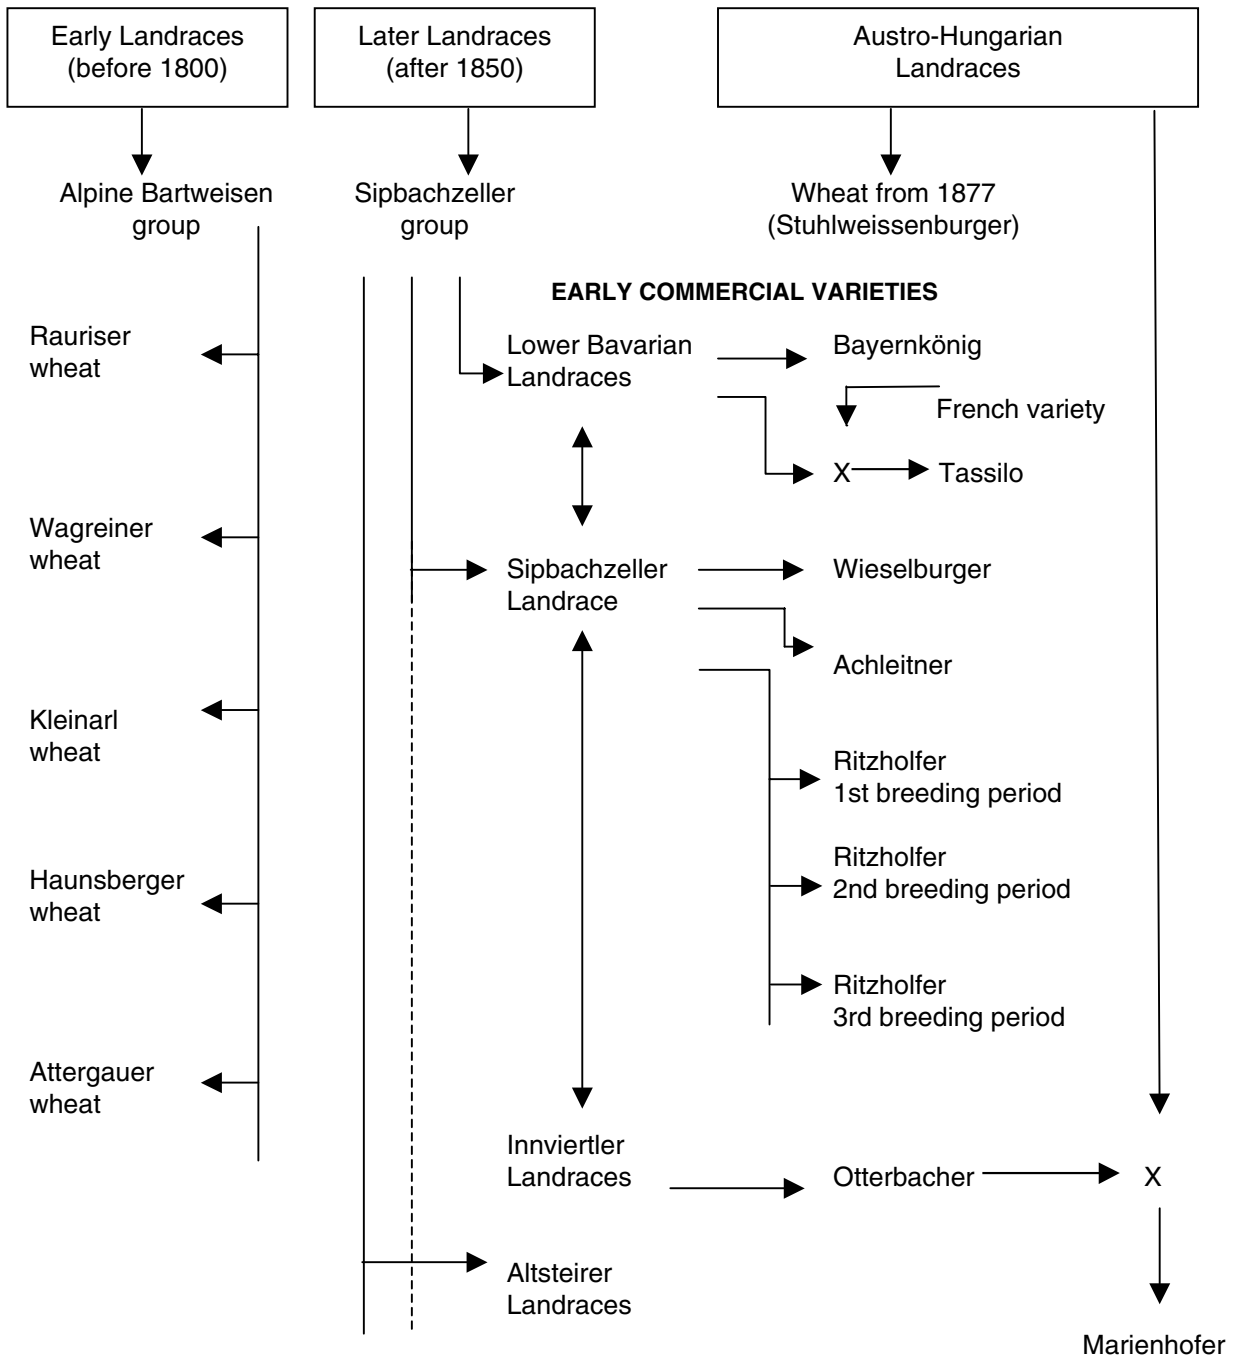 Early Landraces
(before 1800)
Later Landraces
(after 1850)
Austro-Hungarian
Landraces
Alpine Bartweisen
group
Sipbachzeller
group
Wheat from 1877
(Stuhlweissenburger)
EARLY COMMERCIAL VARIETIES
Rauriser
wheat
Wagreiner
wheat
Kleinarl
wheat
Haunsberger
wheat
Attergauer
wheat
Lower Bavarian
Landraces
Bayernkönig
French variety
X
Tassilo
Sipbachzeller
Landrace
Wieselburger
Achleitner
Ritzholfer
1st breeding period
Ritzholfer
2nd breeding period
Ritzholfer
3rd breeding period
Innviertler
Landraces
Otterbacher
X
Altsteirer
Landraces
Marienhofer